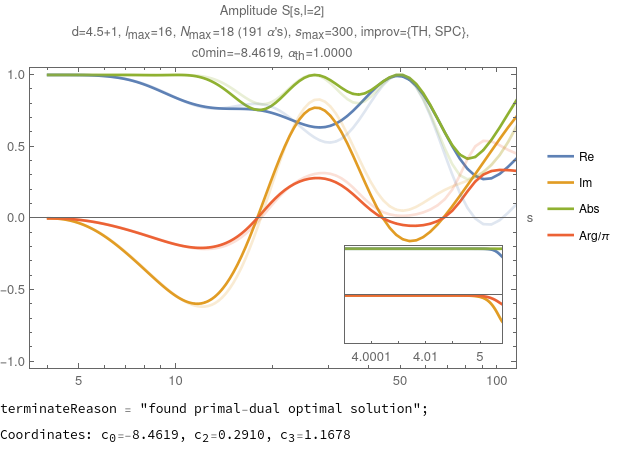 Amplitude S[s,l=2]
d=4.5+1, lmax=16, Nmax=18 (191 α's), smax=300, improv={TH, SPC},
c0min=−8.4619, αth=1.0000
1.0
0.5
0.0
−0.5
−1.0
5
10
50
100
s
4.0001
4.01
5
Re
Im
Abs
Arg/π
terminateReason = "found primal-dual optimal solution";
Coordinates: c0=-8.4619, c2=0.2910, c3=1.1678